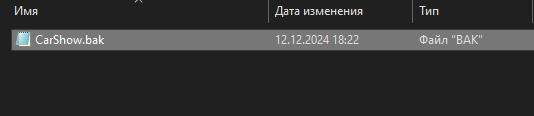 Имя Дата изменения Тип
CarShow.bak 12.12.2024 18:22 Файл "BAK"